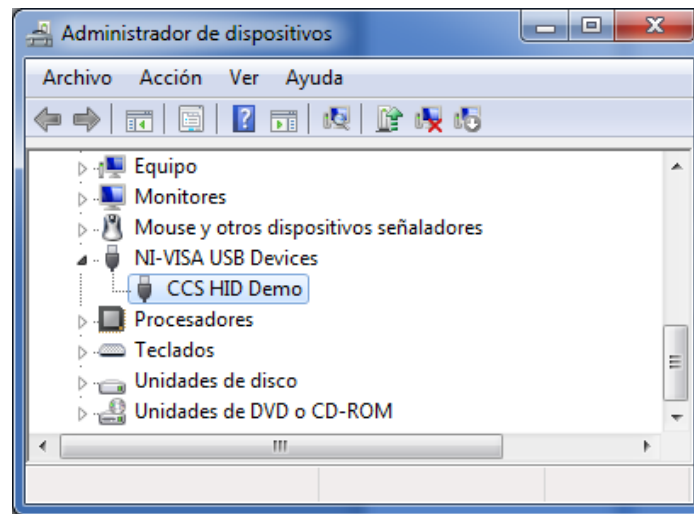 Administrador de dispositivos
Archivo Acción Ver Ayuda
Equipo
Monitores
Mouse y otros dispositivos señaladores
NI-VISA USB Devices
CCS HID Demo
Procesadores
Teclados
Unidades de disco
Unidades de DVD o CD-ROM